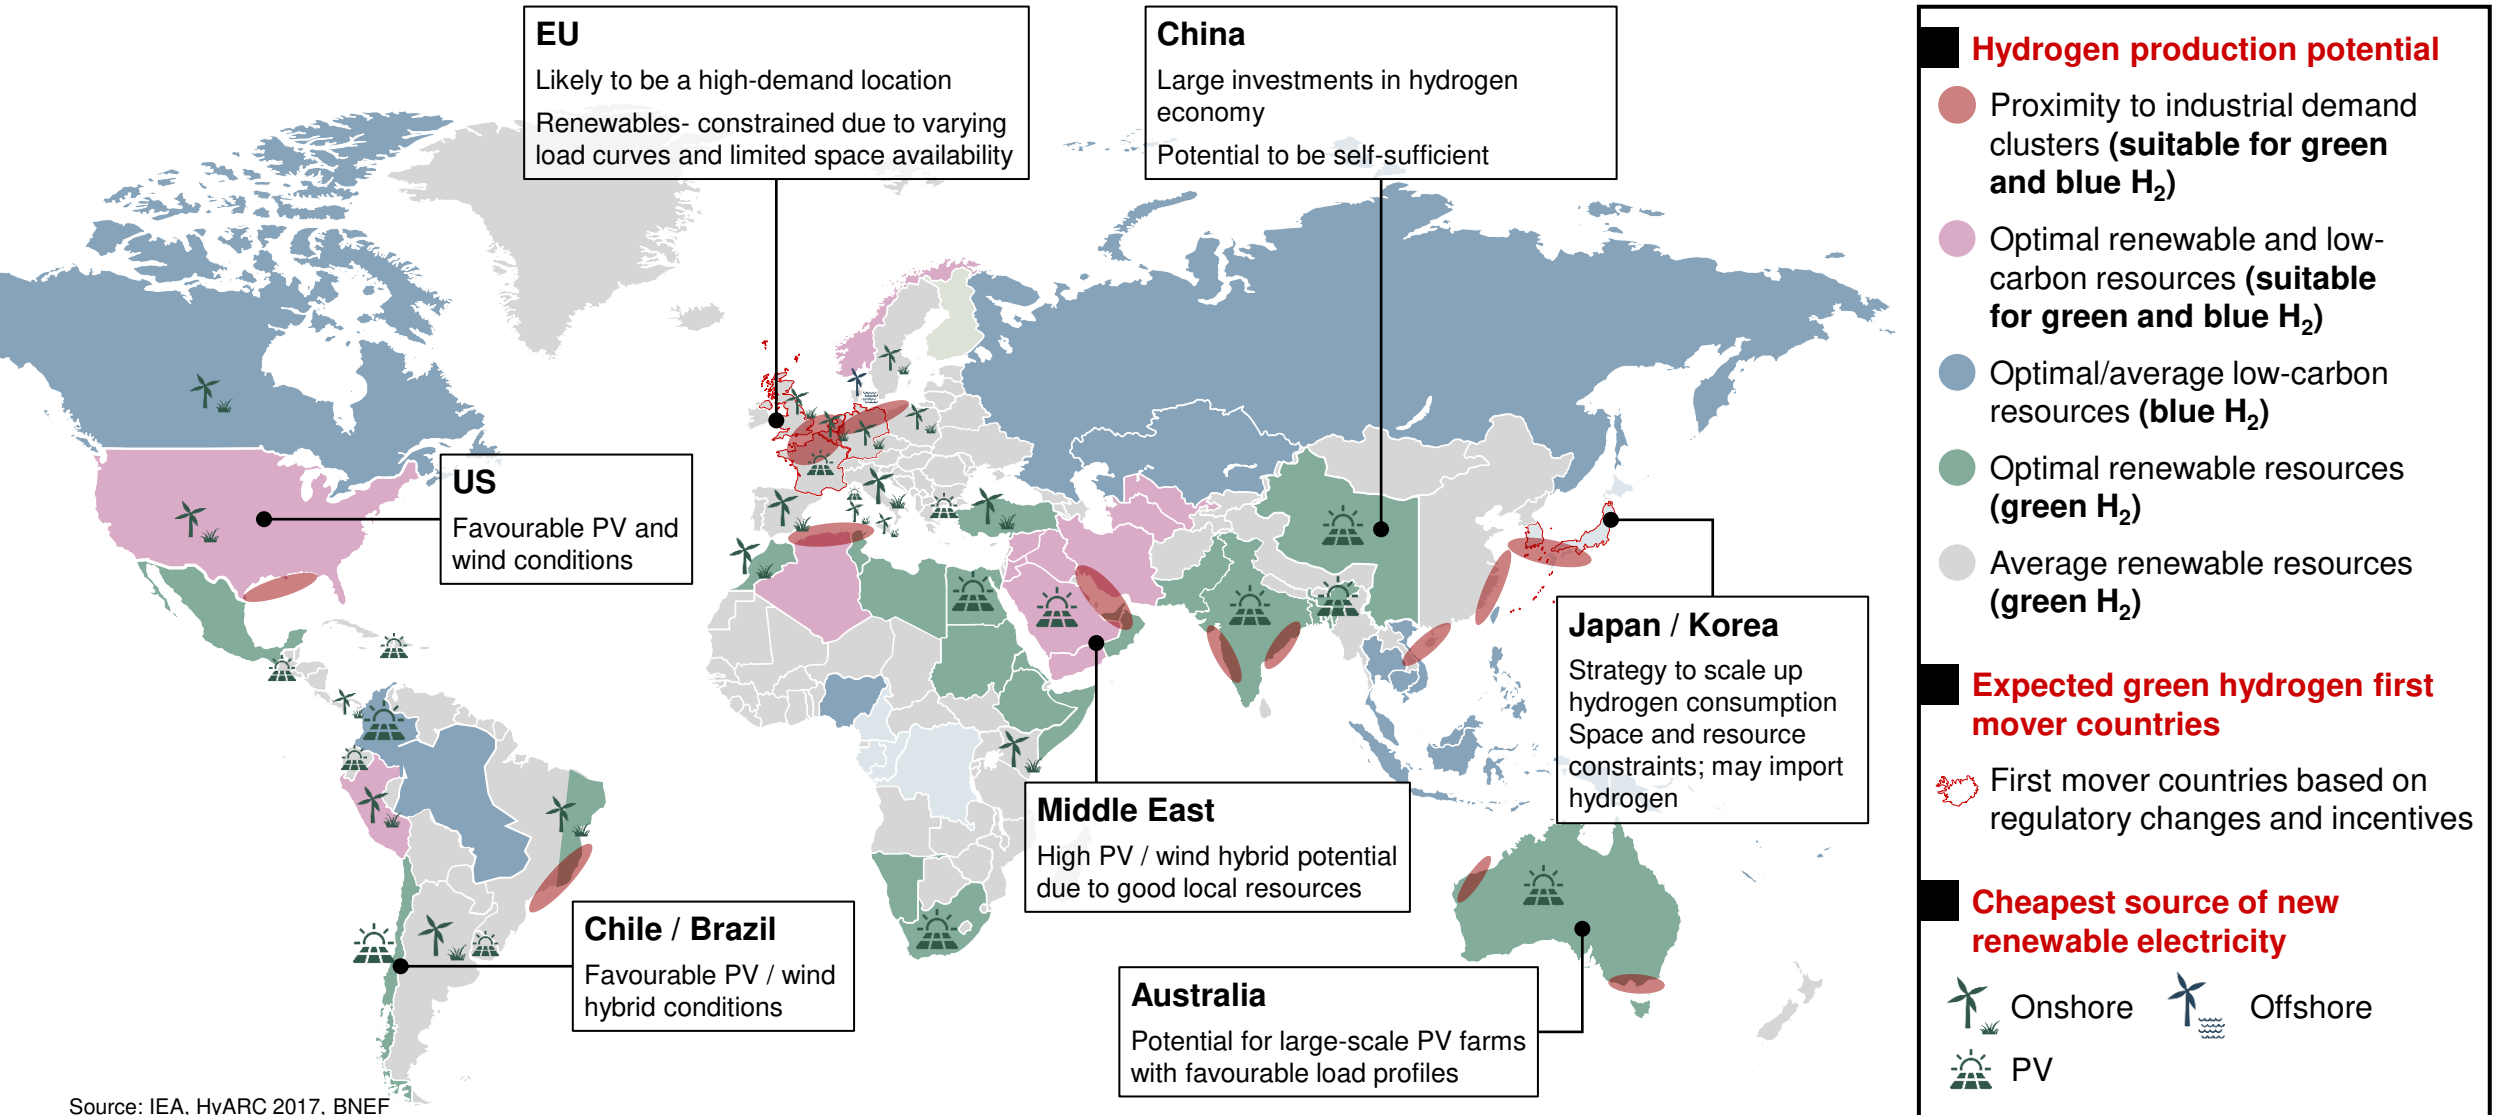 EU
Likely to be a high-demand location
Renewables- constrained due to varying
load curves and limited space availability
China
Large investments in hydrogen
economy
Potential to be self-sufficient
US
Favourable PV and
wind conditions
Japan / Korea
Strategy to scale up
hydrogen consumption
Space and resource
constraints; may import
hydrogen
Middle East
High PV / wind hybrid potential
due to good local resources
Chile / Brazil
Favourable PV / wind
hybrid conditions
Australia
Potential for large-scale PV farms
with favourable load profiles
Source: IEA, HyARC 2017, BNEF
Hydrogen production potential
Proximity to industrial demand
clusters (suitable for green
and blue H₂)
Optimal renewable and low-
carbon resources (suitable
for green and blue H₂)
Optimal/average low-carbon
resources (blue H₂)
Optimal renewable resources
(green H₂)
Average renewable resources
(green H₂)
Expected green hydrogen first
mover countries
First mover countries based on
regulatory changes and incentives
Cheapest source of new
renewable electricity
Onshore
Offshore
PV